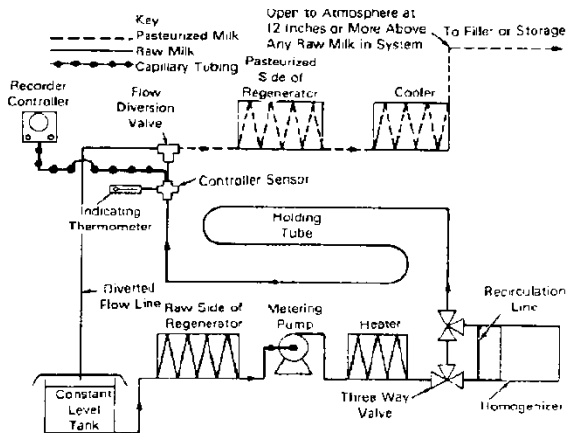 Key
Pasteurized Milk
Raw Milk
Capillary Tubing
Open to Atmosphere at
12 Inches or More Above
Any Raw Milk in System
To Filler or Storage
Recorder
Controller
Flow
Diversion
Valve
Pasteurized
Side of
Regenerator
Cooler
Controller Sensor
Indicating
Thermometer
Holding
Tube
Diverted
Flow Line
Raw Side of
Regenerator
Metering
Pump
Heater
Recirculation
Line
Three Way
Valve
Homogenizer
Constant
Level
Tank